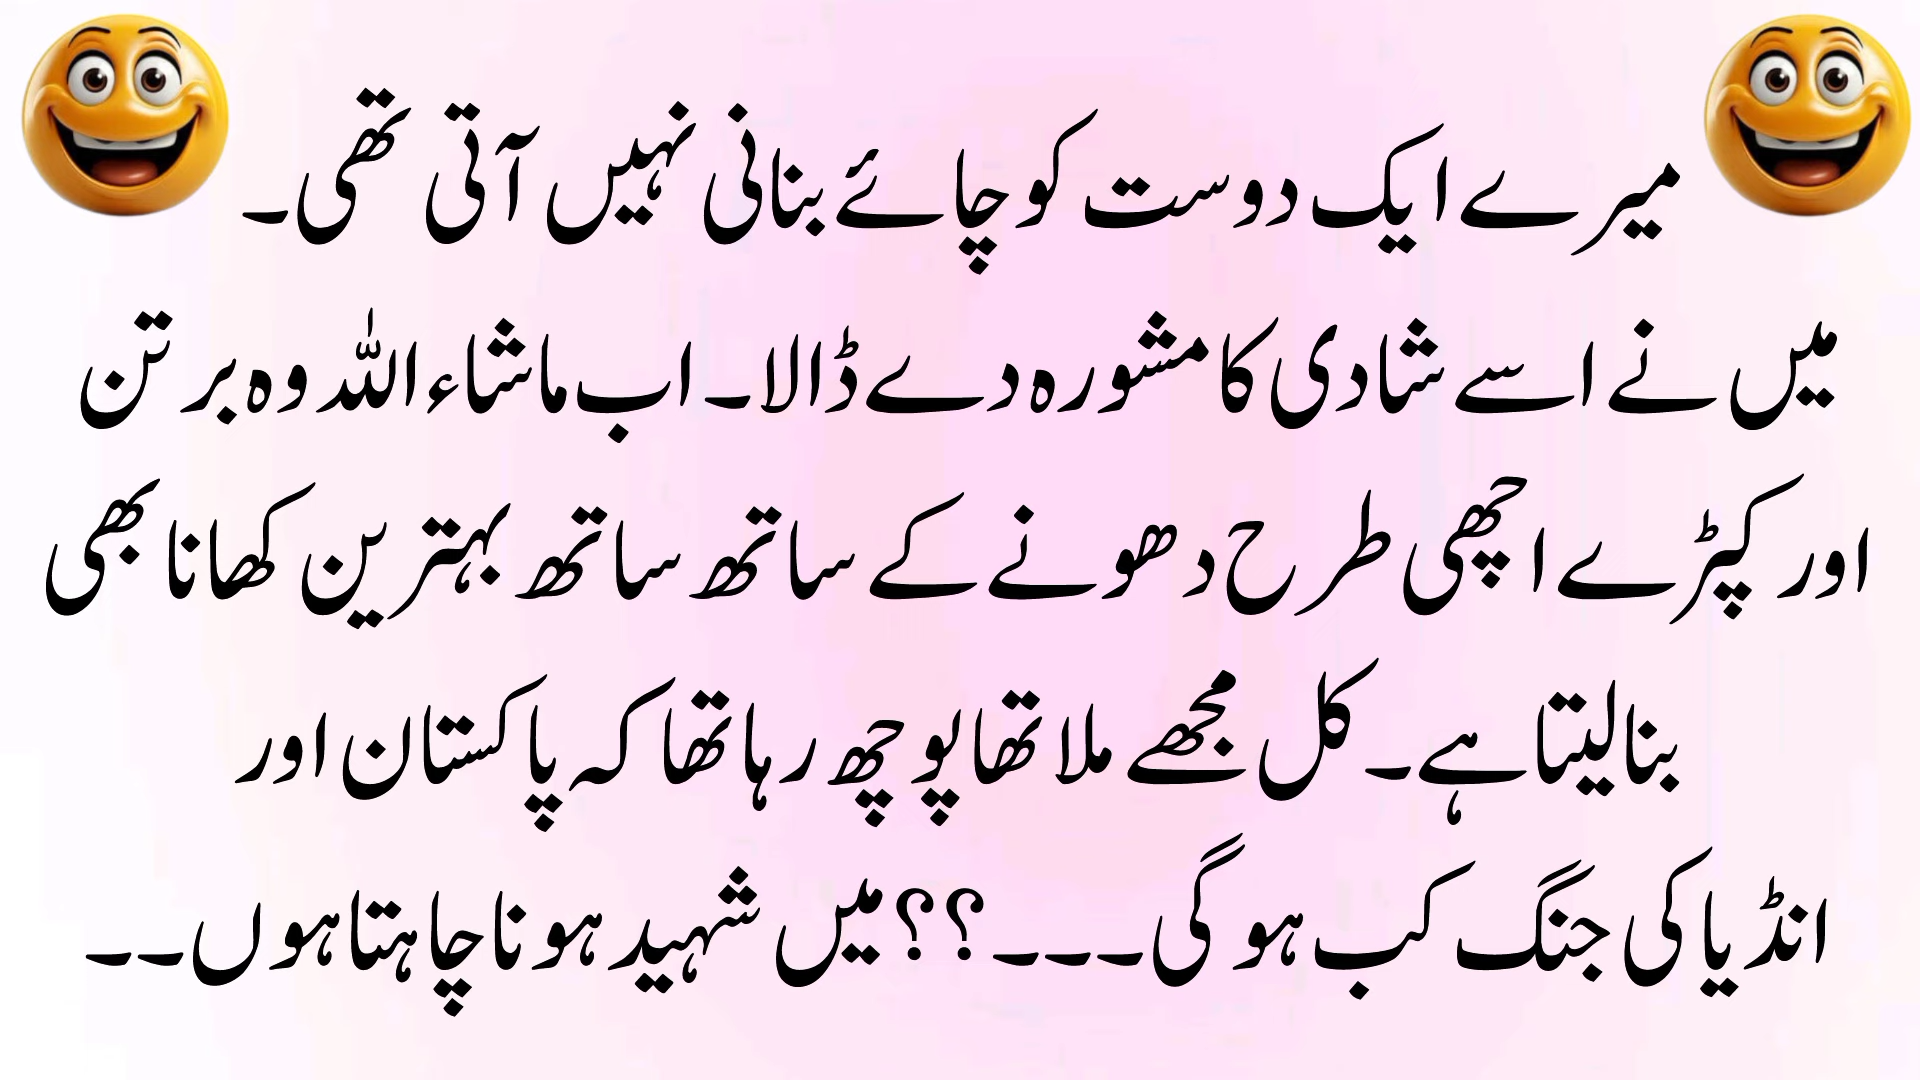 میرے ایک دوست کو چائے بنانی نہیں آتی تھی۔
میں نے اسے شادی کا مشورہ دے ڈالا۔ اب ماشاء اللہ وہ برتن
اور کپڑے اچھی طرح دھونے کے ساتھ ساتھ بہترین کھانا بھی
بنا لیتا ہے۔ کل مجھے ملا تھا پوچھ رہا تھا کہ پاکستان اور
انڈیا کی جنگ کب ہو گی۔۔۔؟؟ میں شہید ہونا چاہتا ہوں۔۔